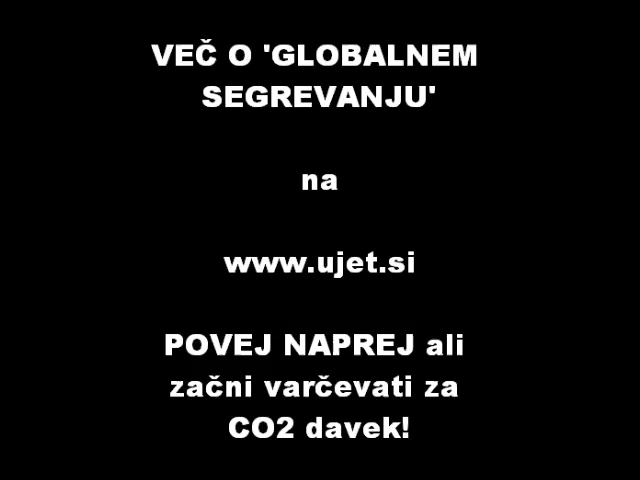 VEČ O 'GLOBALNEM
SEGREVANJU'
na
www.ujet.si
POVEJ NAPREJ ali
začni varčevati za
CO2 davek!